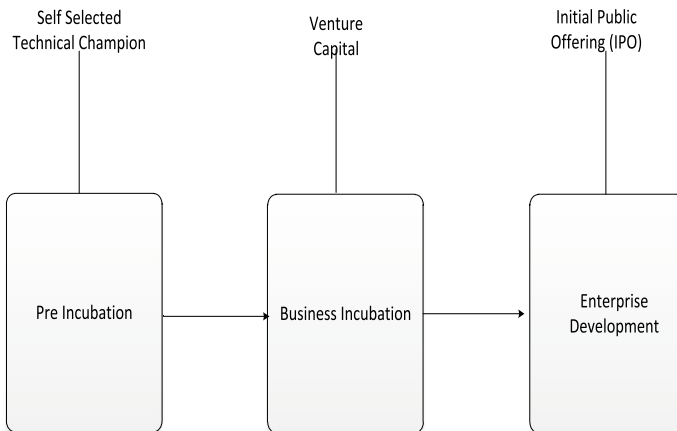 Self Selected
Technical Champion
Venture
Capital
Initial Public
Offering (IPO)
Pre Incubation
Business Incubation
Enterprise
Development